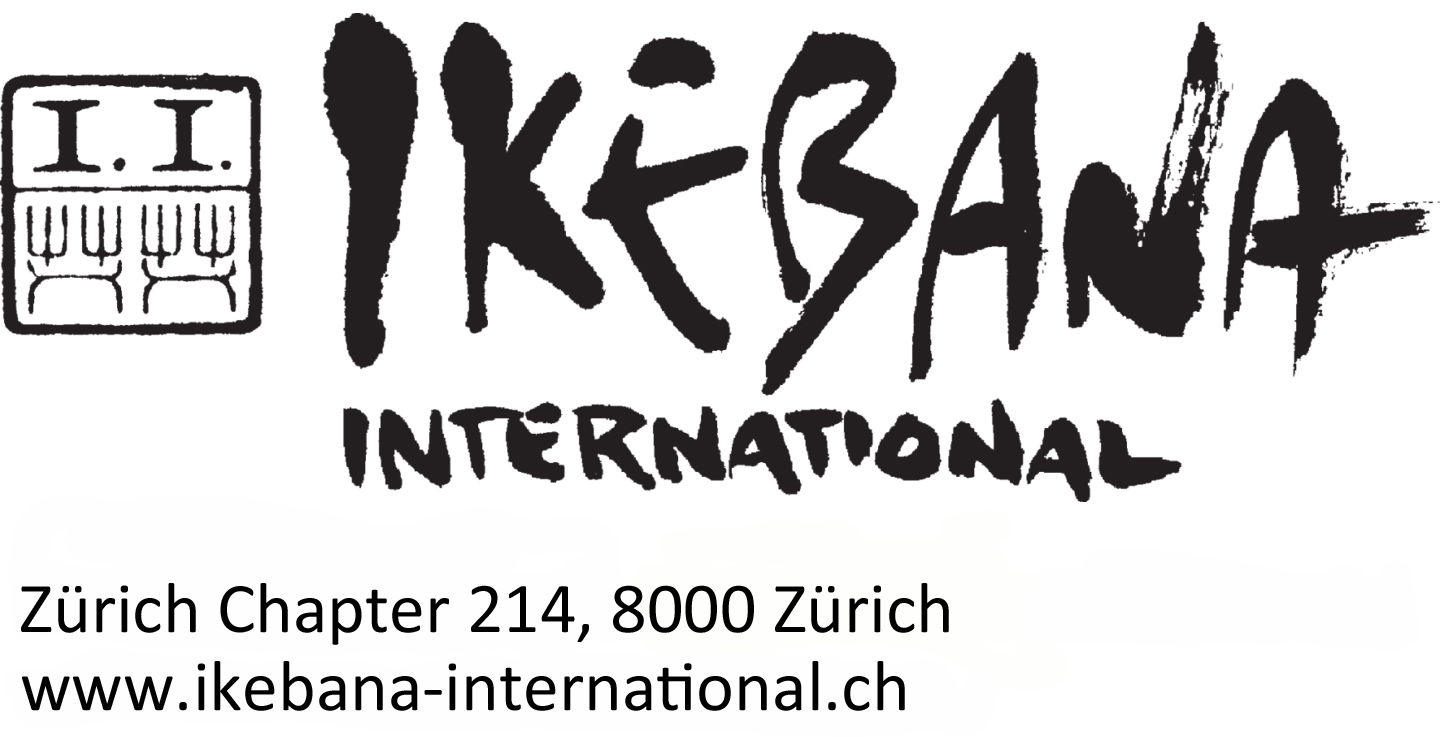 I. I.
IKEBANA
INTERNATIONAL
Zürich Chapter 214, 8000 Zürich
www.ikebana-international.ch